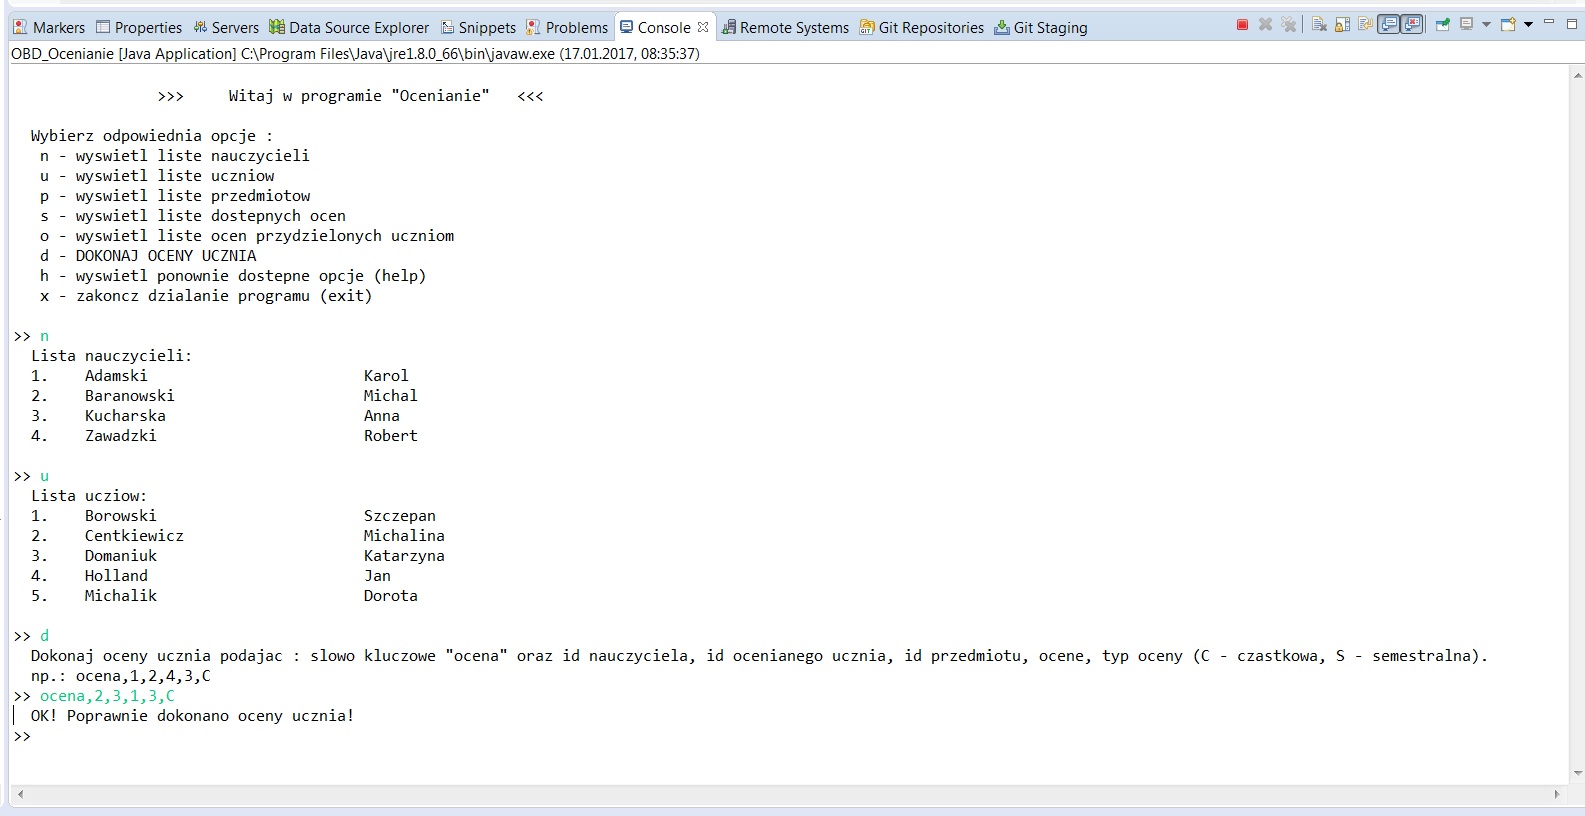 Markers Properties Servers Data Source Explorer Snippets Problems Console Remote Systems Git Repositories Git Staging
OBD_Ocenianie [Java Application] C:\Program Files\Java\jre1.8.0_66\bin\javaw.exe (17.01.2017, 08:35:37)
>>> Witaj w programie "Ocenianie" <<<
Wybierz odpowiednia opcje :
n - wyswietl liste nauczycieli
u - wyswietl liste uczniow
p - wyswietl liste przedmiotow
s - wyswietl liste dostepnych ocen
o - wyswietl liste ocen przydzielonych uczniom
d - DOKONAJ OCENY UCZNIA
h - wyswietl ponownie dostepne opcje (help)
x - zakoncz dzialanie programu (exit)
>> n
Lista nauczycieli:
1. Adamski Karol
2. Baranowski Michal
3. Kucharska Anna
4. Zawadzki Robert
>> u
Lista ucziow:
1. Borowski Szczepan
2. Centkiewicz Michalina
3. Domaniuk Katarzyna
4. Holland Jan
5. Michalik Dorota
>> d
Dokonaj oceny ucznia podajac : slowo kluczowe "ocena" oraz id nauczyciela, id ocenianego ucznia, id przedmiotu, ocene, typ oceny (C - czastkowa, S - semestralna).
np.: ocena,1,2,4,3,C
>> ocena,2,3,1,3,C
OK! Poprawnie dokonano oceny ucznia!
>>